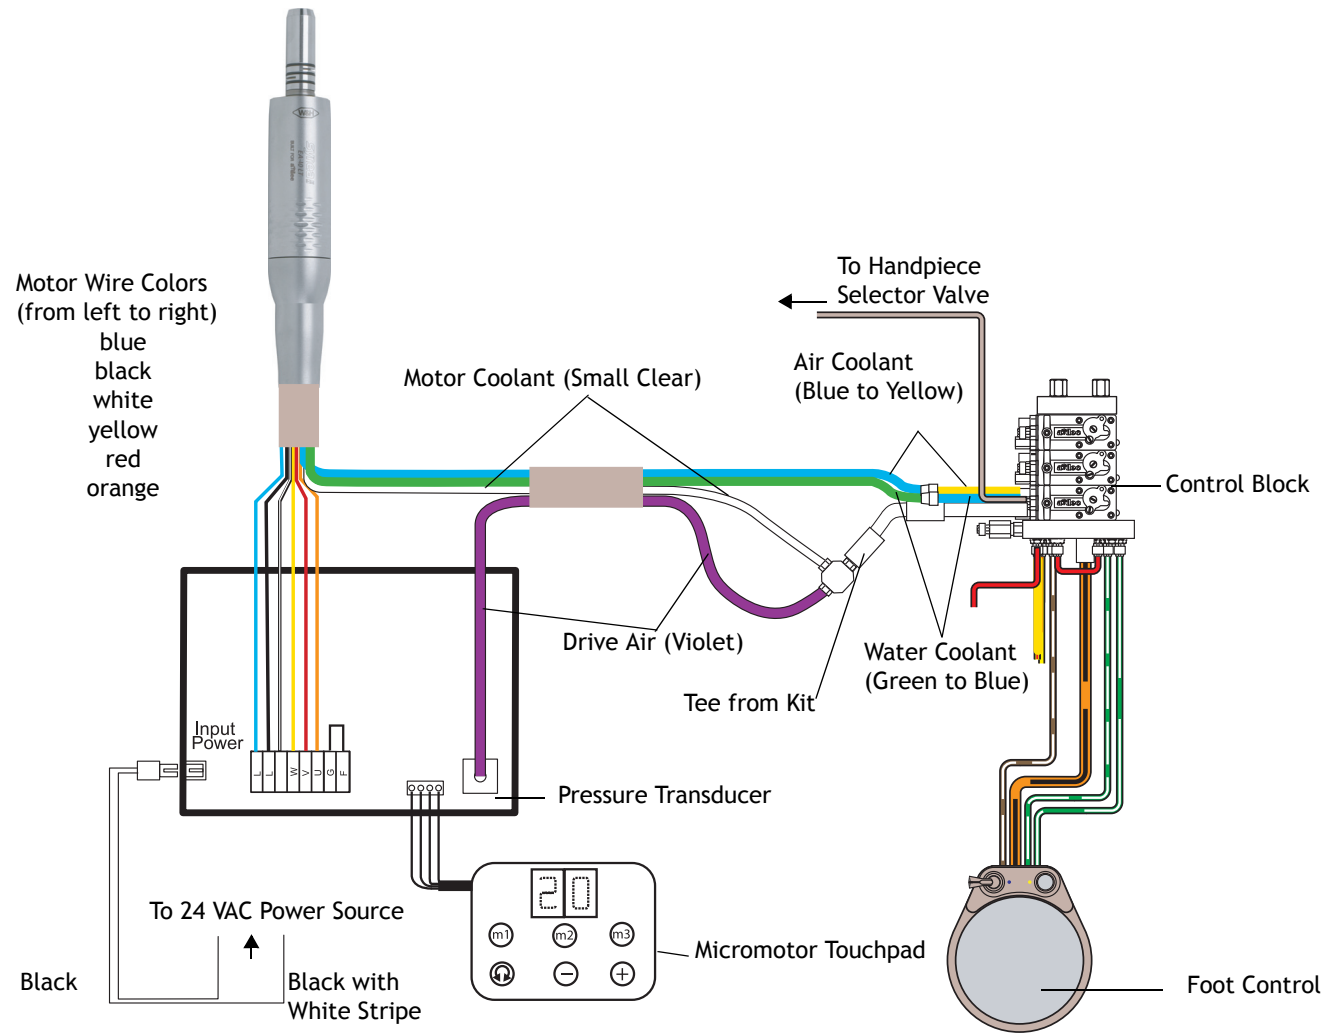 W&H
To Handpiece
Selector Valve
Motor Wire Colors
(from left to right)
blue
black
white
yellow
red
orange
Air Coolant
(Blue to Yellow)
Motor Coolant (Small Clear)
Control Block
Drive Air (Violet)
Water Coolant
(Green to Blue)
Tee from Kit
Input
Power
L
L
W
V
U
G
F
Pressure Transducer
20
m1
m2
m3
−
+
To 24 VAC Power Source
Micromotor Touchpad
Black
Black with
White Stripe
Foot Control